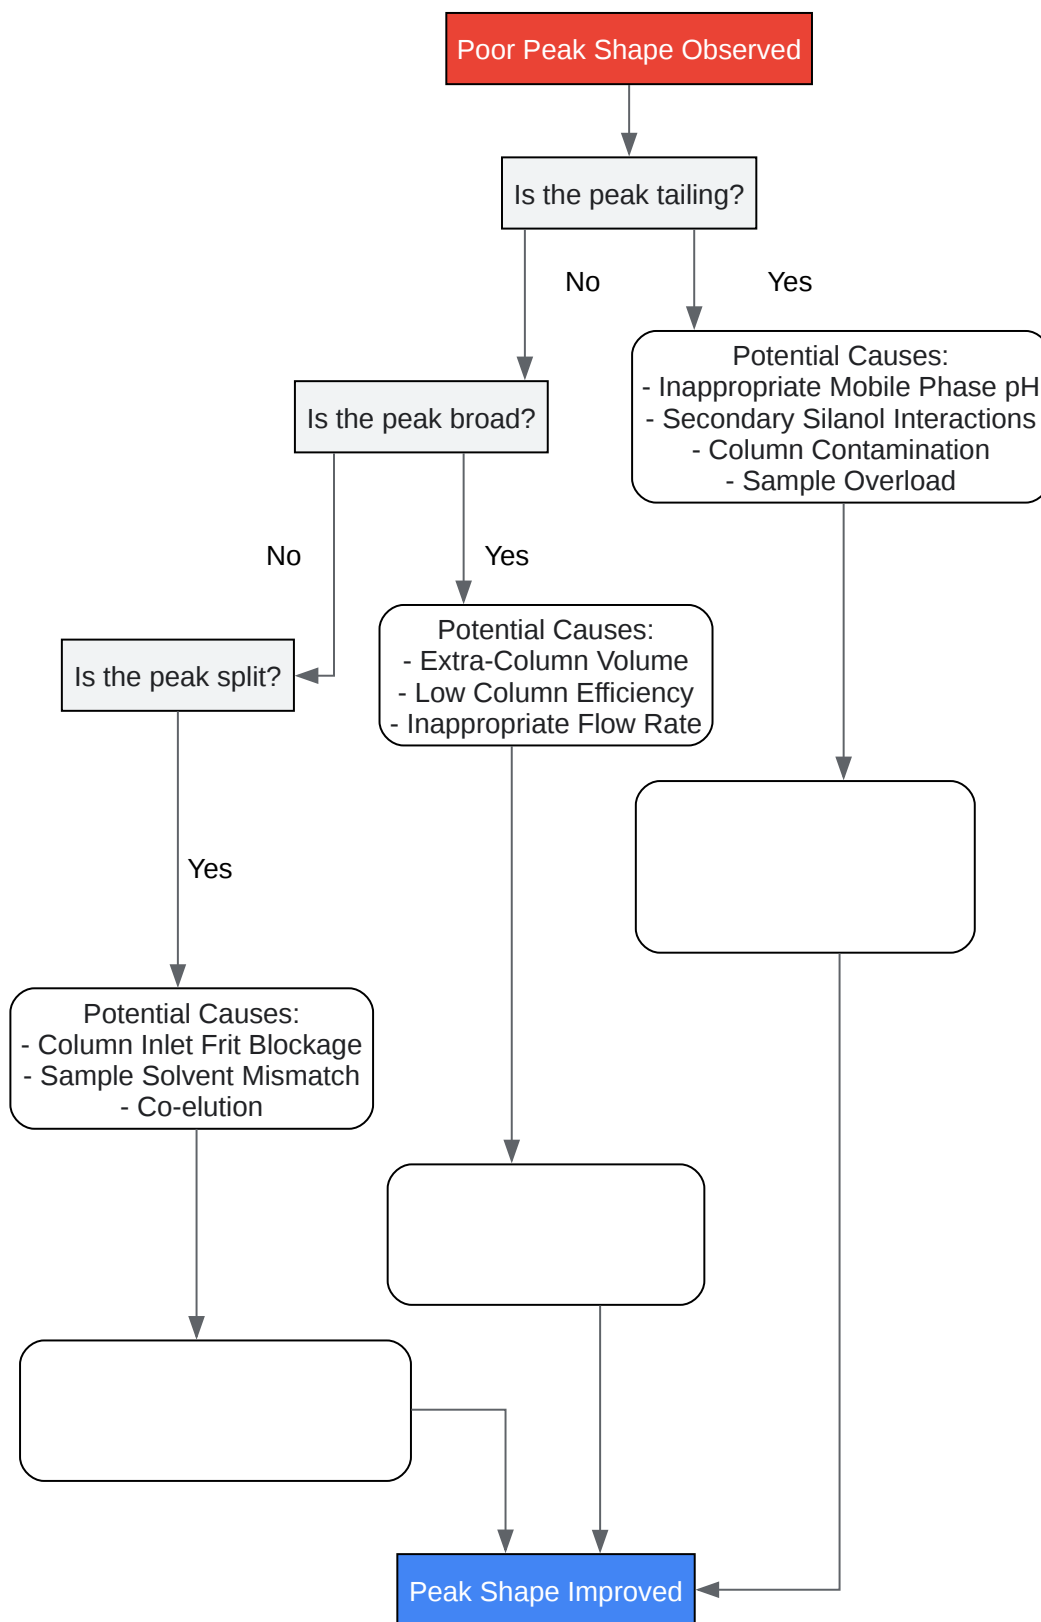 Poor Peak Shape Observed
Is the peak tailing?
No
Yes
Potential Causes:
- Inappropriate Mobile Phase pH
- Secondary Silanol Interactions
- Column Contamination
- Sample Overload
Is the peak broad?
No
Yes
Potential Causes:
- Extra-Column Volume
- Low Column Efficiency
- Inappropriate Flow Rate
Is the peak split?
Yes
Potential Causes:
- Column Inlet Frit Blockage
- Sample Solvent Mismatch
- Co-elution
Peak Shape Improved